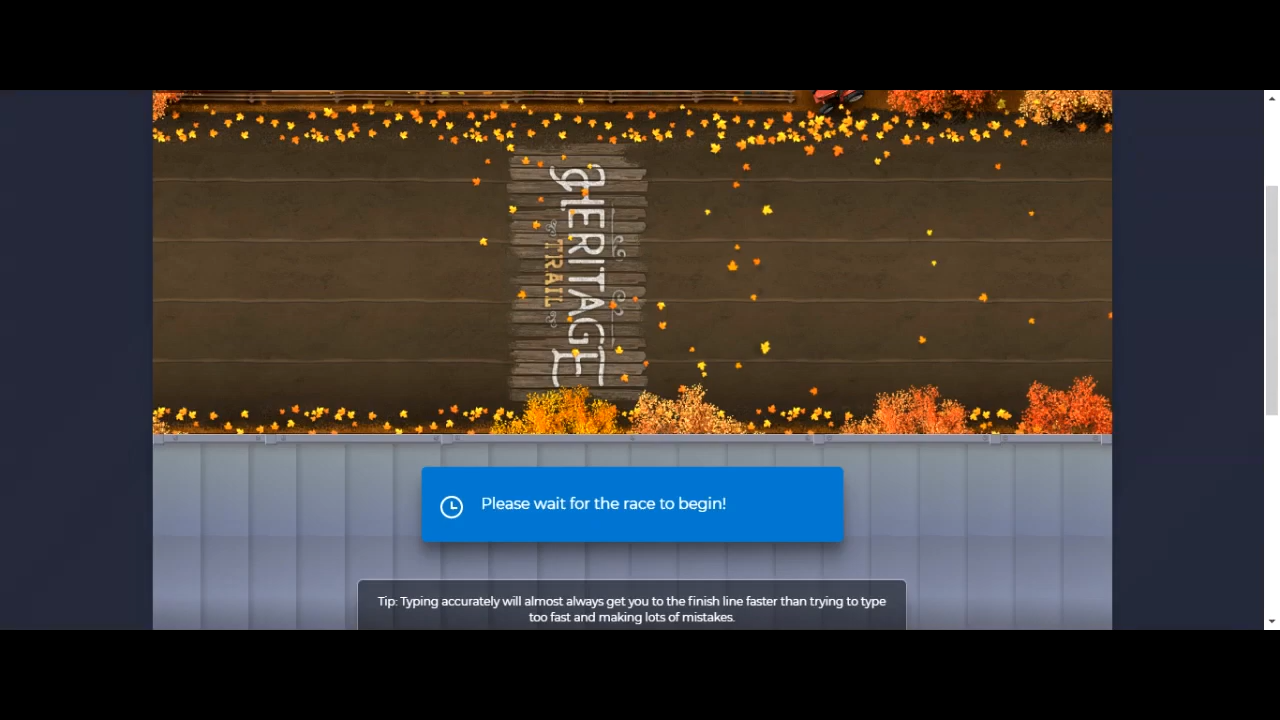 HERITAGE
TRAIL
Please wait for the race to begin!
Tip: Typing accurately will almost always get you to the finish line faster than trying to type
too fast and making lots of mistakes.